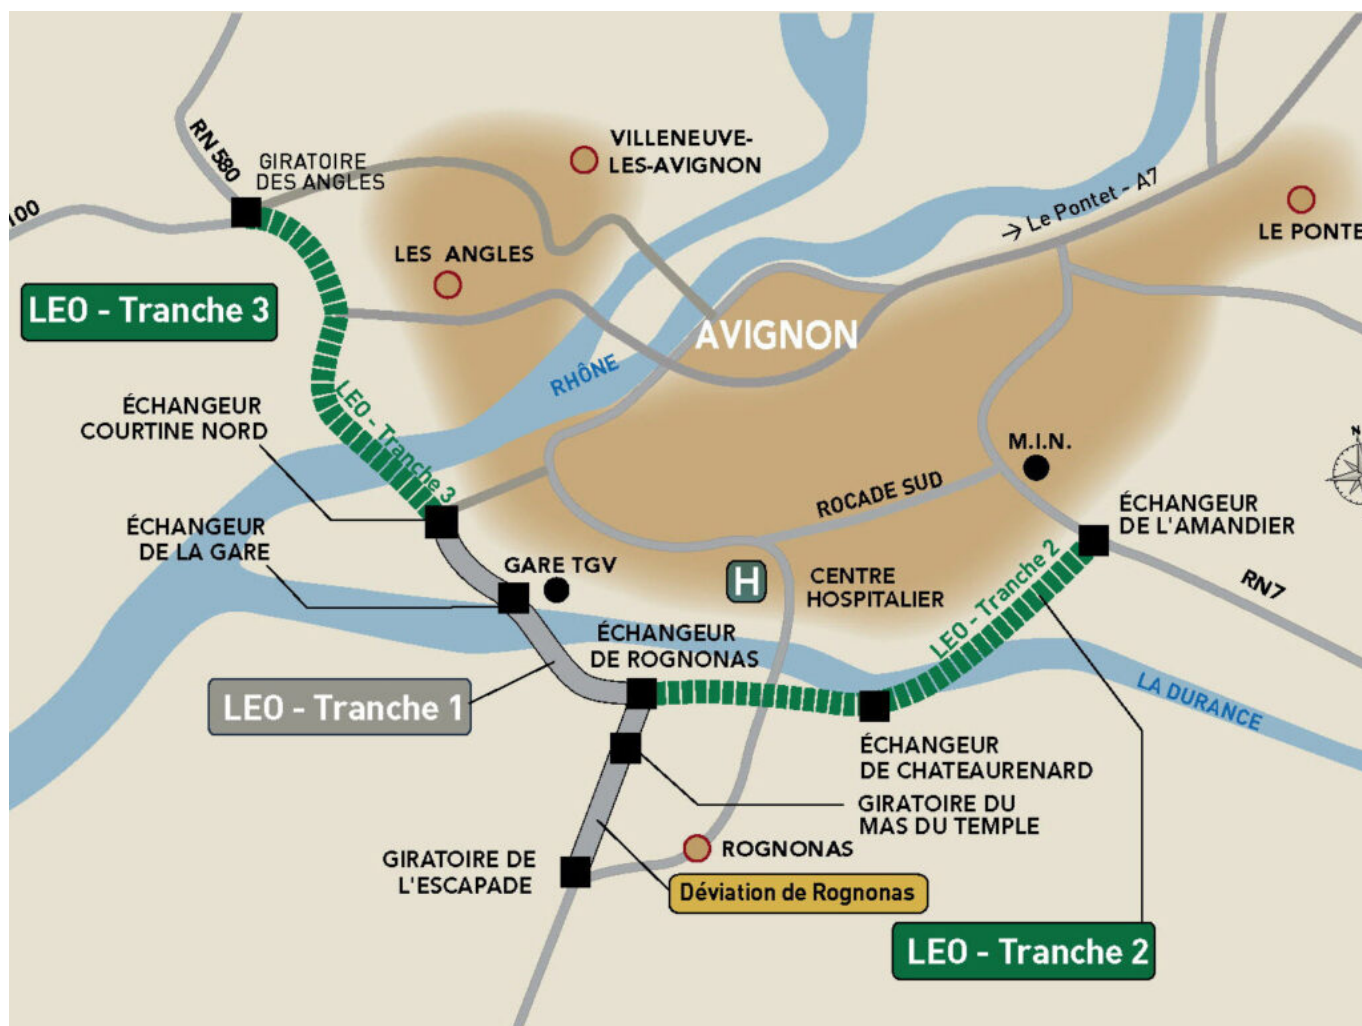 VILLENEUVE-
LES-AVIGNON
RN 580
GIRATOIRE
DES ANGLES
100
→ Le Pontet - A7
LE PONTE
LES ANGLES
LEO - Tranche 3
AVIGNON
RHÔNE
LEO - Tranche 3
ÉCHANGEUR
COURTINE NORD
N
M.I.N.
ROCADE SUD
ÉCHANGEUR
DE L'AMANDIER
ÉCHANGEUR
DE LA GARE
GARE TGV
H
CENTRE
HOSPITALIER
LEO - Tranche 2
RN7
ÉCHANGEUR
DE ROGNONAS
LEO - Tranche 1
LA DURANCE
ÉCHANGEUR
DE CHATEAURENARD
GIRATOIRE DU
MAS DU TEMPLE
ROGNONAS
GIRATOIRE DE
L'ESCAPADE
Déviation de Rognonas
LEO - Tranche 2